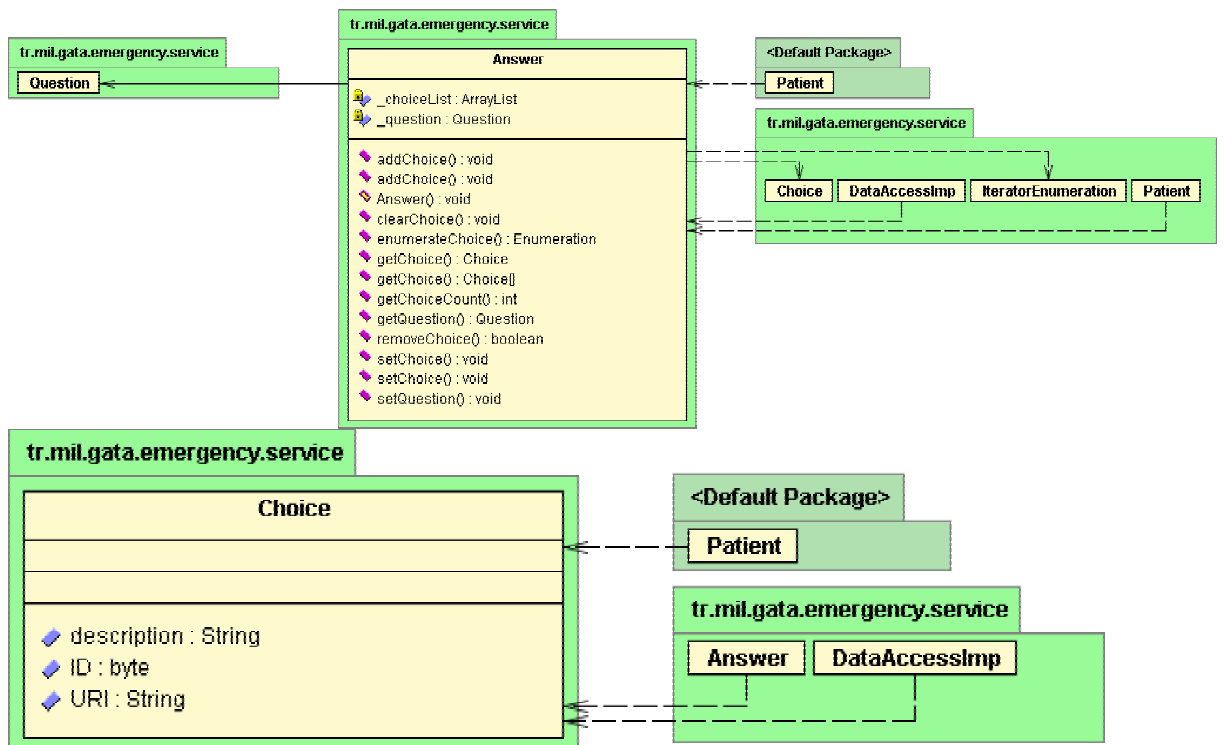 tr.mil.gata.emergency.service
Question
tr.mil.gata.emergency.service
Answer
_choiceList : ArrayList
_question : Question
addChoice() : void
addChoice() : void
Answer() : void
clearChoice() : void
enumerateChoice() : Enumeration
getChoice() : Choice
getChoice() : Choice[]
getChoiceCount() : int
getQuestion() : Question
removeChoice() : boolean
setChoice() : void
setChoice() : void
setQuestion() : void
<Default Package>
Patient
tr.mil.gata.emergency.service
Choice DataAccessImp IteratorEnumeration Patient
tr.mil.gata.emergency.service
Choice
description : String
ID : byte
URI : String
<Default Package>
Patient
tr.mil.gata.emergency.service
Answer DataAccessImp